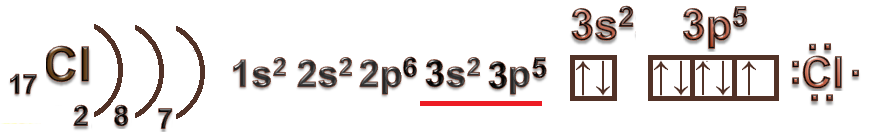 17 Cl 2 8 7
1s² 2s² 2p⁶ 3s² 3p⁵
3s² 3p⁵
↑↓ ↑↓ ↑↓ ↑
Cl